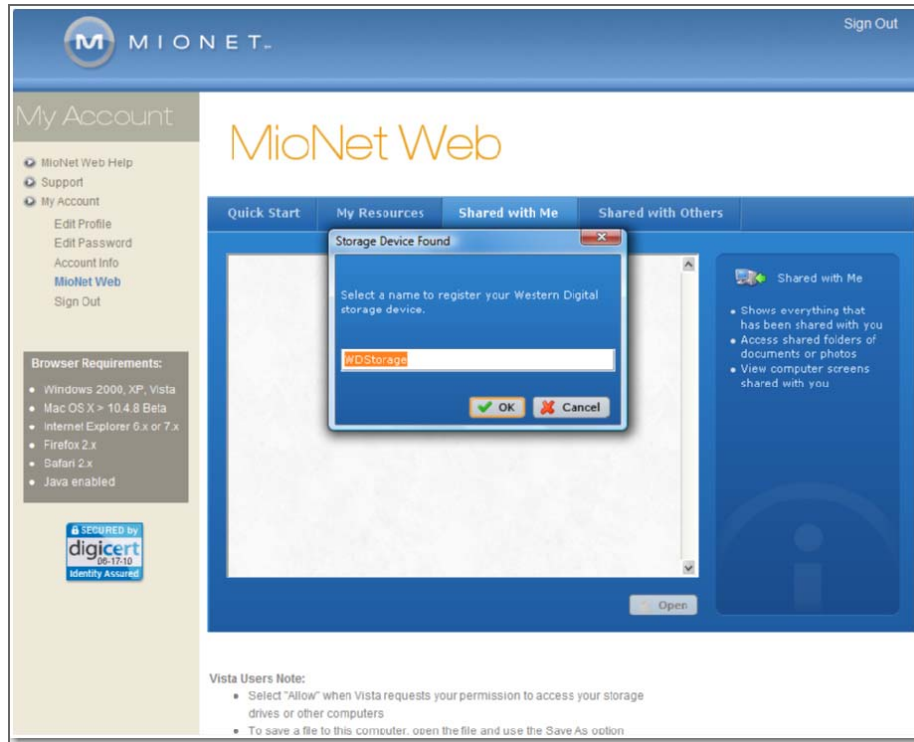 Sign Out
M MIONET™
My Account
MioNet Web Help
Support
My Account
Edit Profile
Edit Password
Account Info
MioNet Web
Sign Out
Browser Requirements:
• Windows 2000, XP, Vista
• Mac OS X > 10.4.8 Beta
• Internet Explorer 6.x or 7.x
• Firefox 2.x
• Safari 2.x
• Java enabled
SECURED by
digicert
06-17-10
Identity Assured
MioNet Web
Quick Start My Resources Shared with Me Shared with Others
Storage Device Found
Select a name to register your Western Digital
storage device.
WDStorage
OK Cancel
Shared with Me
• Shows everything that
has been shared with you
• Access shared folders of
documents or photos
• View computer screens
shared with you
Open
Vista Users Note:
• Select "Allow" when Vista requests your permission to access your storage
drives or other computers
• To save a file to this computer, open the file and use the Save As option